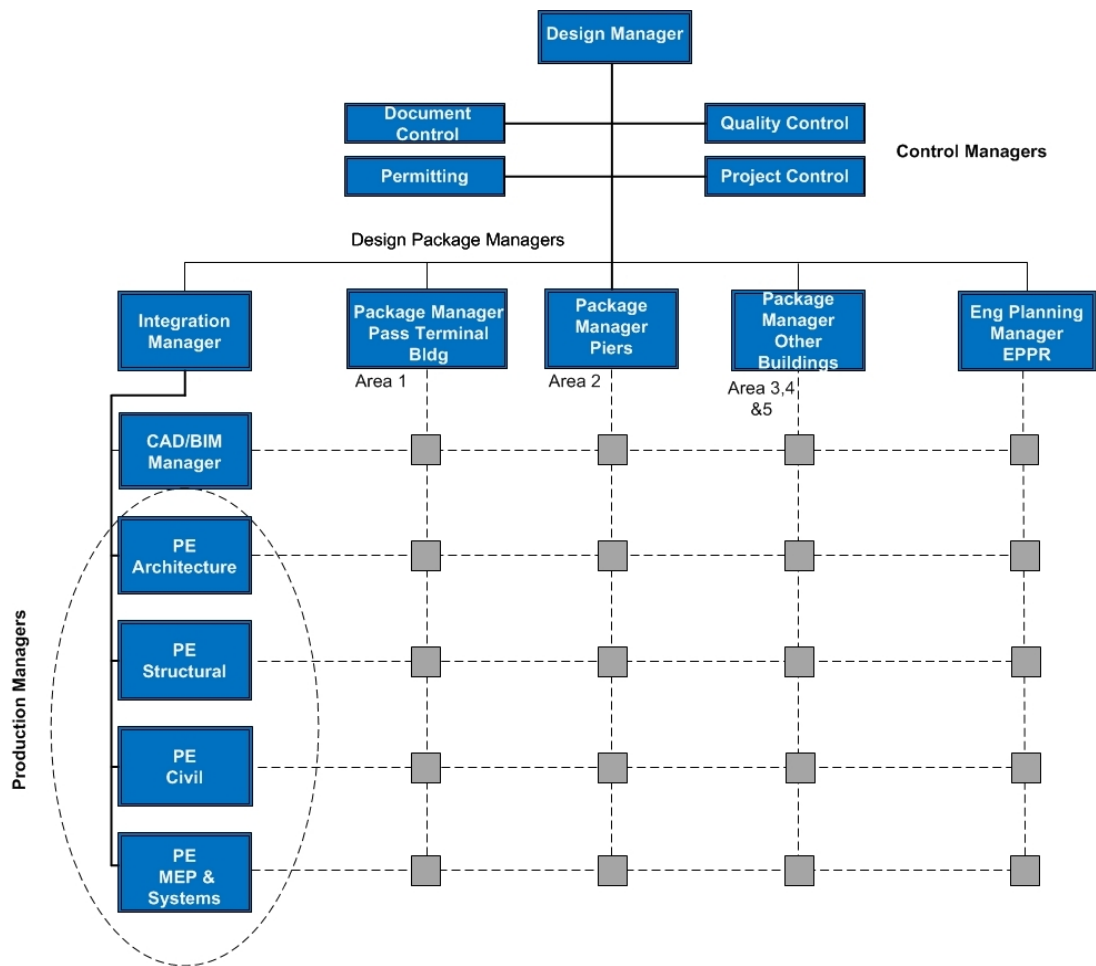 Design Manager
Document
Control
Quality Control
Control Managers
Permitting
Project Control
Design Package Managers
Integration
Manager
Package Manager
Pass Terminal
Bldg
Package
Manager
Piers
Package
Manager
Other
Buildings
Eng Planning
Manager
EPPR
Area 1
Area 2
Area 3,4
&5
CAD/BIM
Manager
PE
Architecture
PE
Structural
Production Managers
PE
Civil
PE
MEP &
Systems